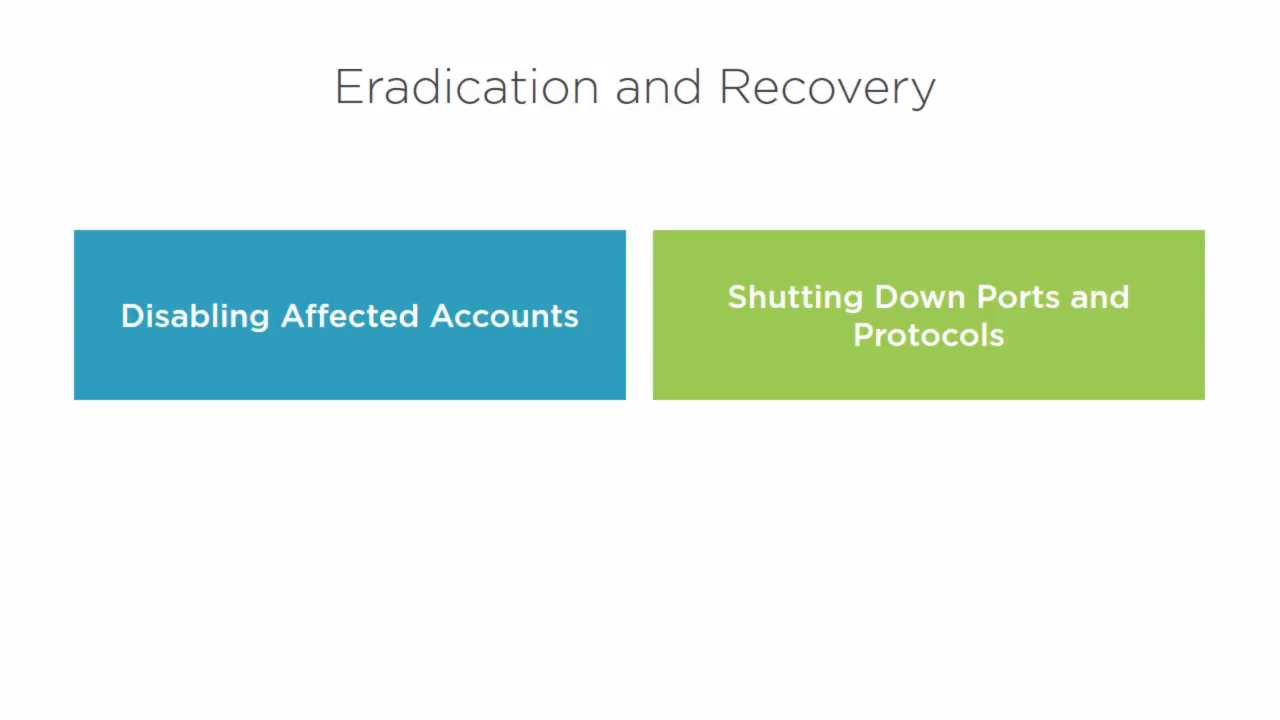 Eradication and Recovery
Disabling Affected Accounts
Shutting Down Ports and
Protocols